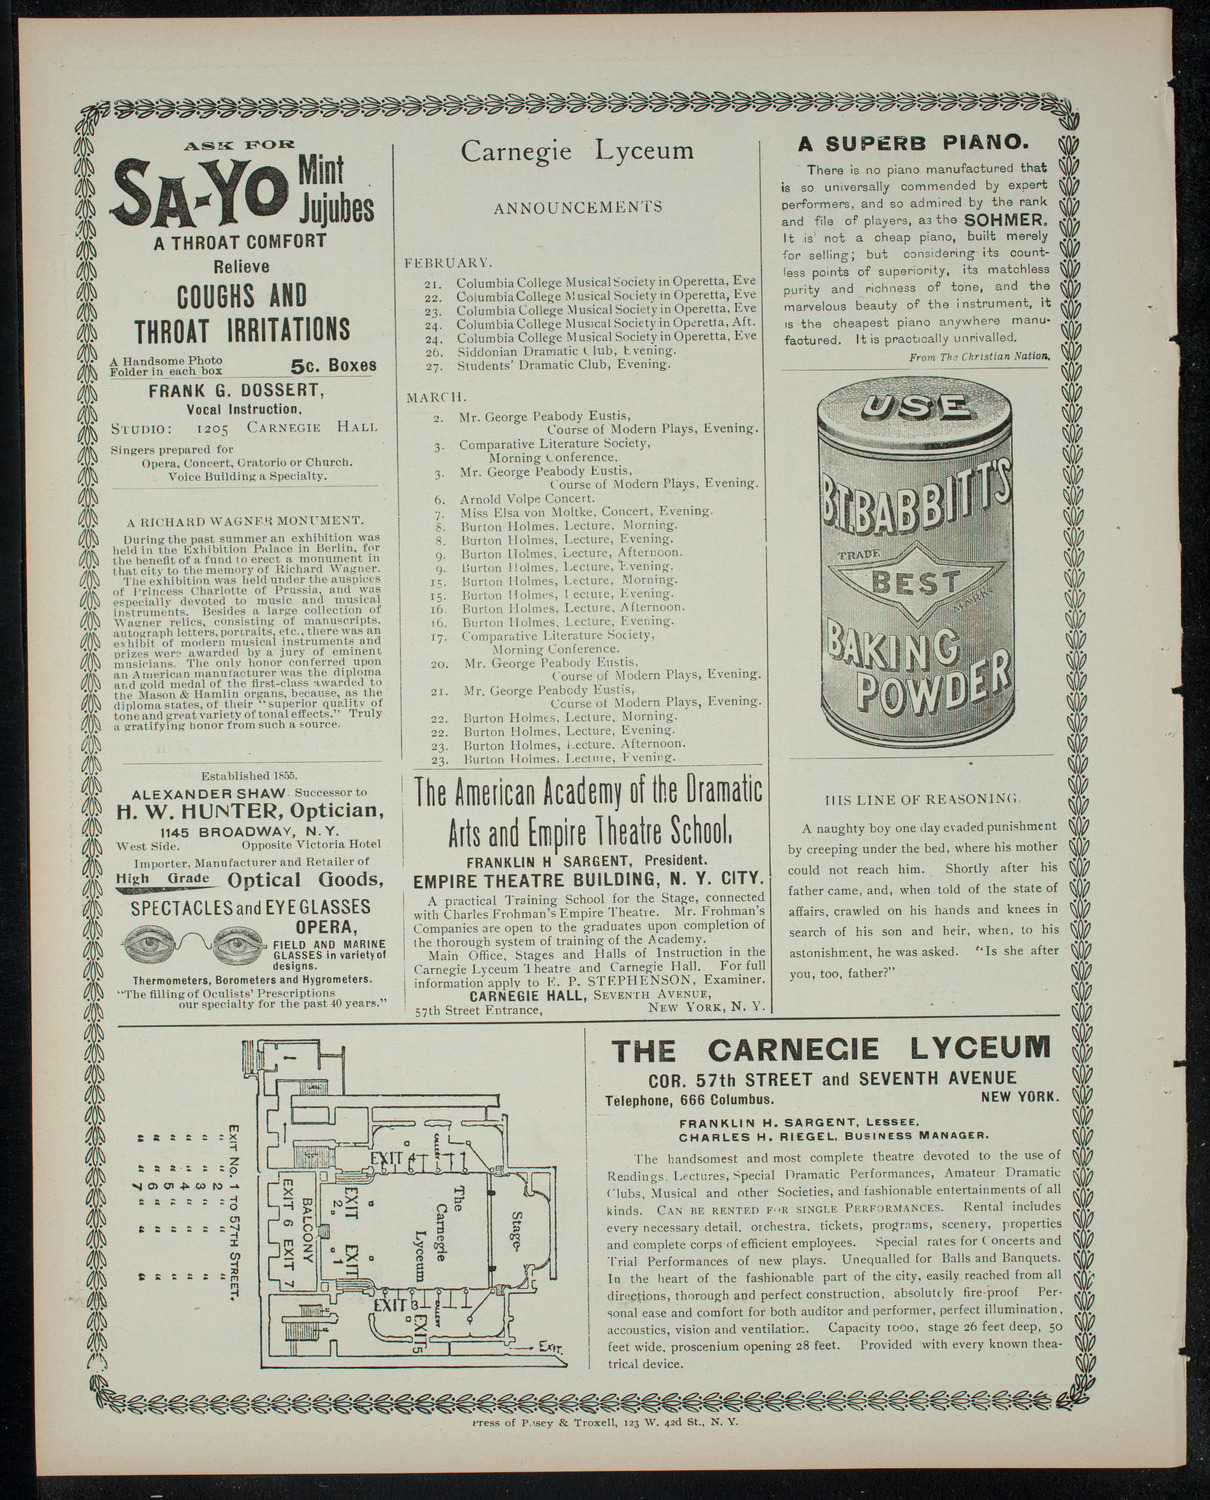 ASK FOR
SA-YO Mint
Jujubes
A THROAT COMFORT
Relieve
COUGHS AND
THROAT IRRITATIONS
A Handsome Photo
Folder in each box 5c. Boxes
FRANK G. DOSSERT,
Vocal Instruction.
STUDIO: 1205 CARNEGIE HALL
Singers prepared for
Opera, Concert, Oratorio or Church.
Voice Building a Specialty.
A RICHARD WAGNER MONUMENT.
During the past summer an exhibition was
held in the Exhibition Palace in Berlin, for
the benefit of a fund to erect a monument in
that city to the memory of Richard Wagner.
The exhibition was held under the auspices
of Princess Charlotte of Prussia, and was
especially devoted to music and musical
instruments. Besides a large collection of
Wagner relics, consisting of manuscripts,
autograph letters, portraits, etc., there was an
exhibit of modern musical instruments and
prizes were awarded by a jury of eminent
musicians. The only honor conferred upon
an American manufacturer was the diploma
and gold medal of the first-class awarded to
the Mason & Hamlin organs, because, as the
diploma states, of their "superior quality of
tone and great variety of tonal effects." Truly
a gratifying honor from such a source.
Established 1855.
ALEXANDER SHAW Successor to
H. W. HUNTER, Optician,
1145 BROADWAY, N. Y.
West Side. Opposite Victoria Hotel
Importer, Manufacturer and Retailer of
High Grade Optical Goods,
SPECTACLES and EYEGLASSES
OPERA,
FIELD AND MARINE
GLASSES in variety of
designs.
Thermometers, Borometers and Hygrometers.
"The filling of Oculists' Prescriptions
our specialty for the past 40 years."
Carnegie Lyceum
ANNOUNCEMENTS
FEBRUARY.
21. Columbia College Musical Society in Operetta, Eve
22. Columbia College Musical Society in Operetta, Eve
23. Columbia College Musical Society in Operetta, Eve
24. Columbia College Musical Society in Operetta, Aft.
24. Columbia College Musical Society in Operetta, Eve
26. Siddonian Dramatic Club, Evening.
27. Students' Dramatic Club, Evening.
MARCH.
2. Mr. George Peabody Eustis,
Course of Modern Plays, Evening.
3. Comparative Literature Society,
Morning Conference.
3. Mr. George Peabody Eustis,
Course of Modern Plays, Evening.
6. Arnold Volpe Concert.
7. Miss Elsa von Moltke, Concert, Evening.
8. Burton Holmes, Lecture, Morning.
8. Burton Holmes, Lecture, Evening.
9. Burton Holmes, Lecture, Afternoon.
9. Burton Holmes, Lecture, Evening.
15. Burton Holmes, Lecture, Morning.
15. Burton Holmes, Lecture, Evening.
16. Burton Holmes, Lecture, Afternoon.
16. Burton Holmes, Lecture, Evening.
17. Comparative Literature Society,
Morning Conference.
20. Mr. George Peabody Eustis,
Course of Modern Plays, Evening.
21. Mr. George Peabody Eustis,
Course of Modern Plays, Evening.
22. Burton Holmes, Lecture, Morning.
22. Burton Holmes, Lecture, Evening.
23. Burton Holmes, Lecture, Afternoon.
23. Burton Holmes, Lecture, Evening.
The American Academy of the Dramatic
Arts and Empire Theatre School,
FRANKLIN H SARGENT, President.
EMPIRE THEATRE BUILDING, N. Y. CITY.
A practical Training School for the Stage, connected
with Charles Frohman's Empire Theatre. Mr. Frohman's
Companies are open to the graduates upon completion of
the thorough system of training of the Academy.
Main Office, Stages and Halls of Instruction in the
Carnegie Lyceum Theatre and Carnegie Hall. For full
information apply to E. P. STEPHENSON, Examiner.
CARNEGIE HALL, SEVENTH AVENUE,
57th Street Entrance, NEW YORK, N. Y.
A SUPERB PIANO.
There is no piano manufactured that
is so universally commended by expert
performers, and so admired by the rank
and file of players, as the SOHMER.
It is not a cheap piano, built merely
for selling; but considering its count-
less points of superiority, its matchless
purity and richness of tone, and the
marvelous beauty of the instrument, it
is the cheapest piano anywhere manu-
factured. It is practically unrivalled.
From The Christian Nation.
USE
B.T. BABBITT'S
TRADE
BEST
MARK
BAKING
POWDER
HIS LINE OF REASONING.
A naughty boy one day evaded punishment
by creeping under the bed, where his mother
could not reach him. Shortly after his
father came, and, when told of the state of
affairs, crawled on his hands and knees in
search of his son and heir, when, to his
astonishment, he was asked. "Is she after
you, too, father?"
EXIT NO. 1 TO 57TH STREET.
" " 2 " " "
" " 3 " " "
" " 4 " " "
" " 5 " " "
" " 6 " " "
" " 7 " " "
EXIT 4
GALLERY
The
Carnegie
Lyceum
Stage
EXIT
2
EXIT
1
BALCONY
EXIT 6 EXIT 7
EXIT 3
GALLERY
EXIT 5
EXIT.
THE CARNEGIE LYCEUM
COR. 57th STREET and SEVENTH AVENUE
Telephone, 666 Columbus. NEW YORK.
FRANKLIN H. SARGENT, LESSEE.
CHARLES H. RIEGEL, BUSINESS MANAGER.
The handsomest and most complete theatre devoted to the use of
Readings, Lectures, Special Dramatic Performances, Amateur Dramatic
Clubs, Musical and other Societies, and fashionable entertainments of all
kinds. CAN BE RENTED FOR SINGLE PERFORMANCES. Rental includes
every necessary detail, orchestra, tickets, programs, scenery, properties
and complete corps of efficient employees. Special rates for Concerts and
Trial Performances of new plays. Unequalled for Balls and Banquets.
In the heart of the fashionable part of the city, easily reached from all
directions, thorough and perfect construction, absolutely fire-proof Per-
sonal ease and comfort for both auditor and performer, perfect illumination,
accoustics, vision and ventilation. Capacity 1000, stage 26 feet deep, 50
feet wide, proscenium opening 28 feet. Provided with every known thea-
trical device.
Press of Pusey & Troxell, 123 W. 42d St., N. Y.